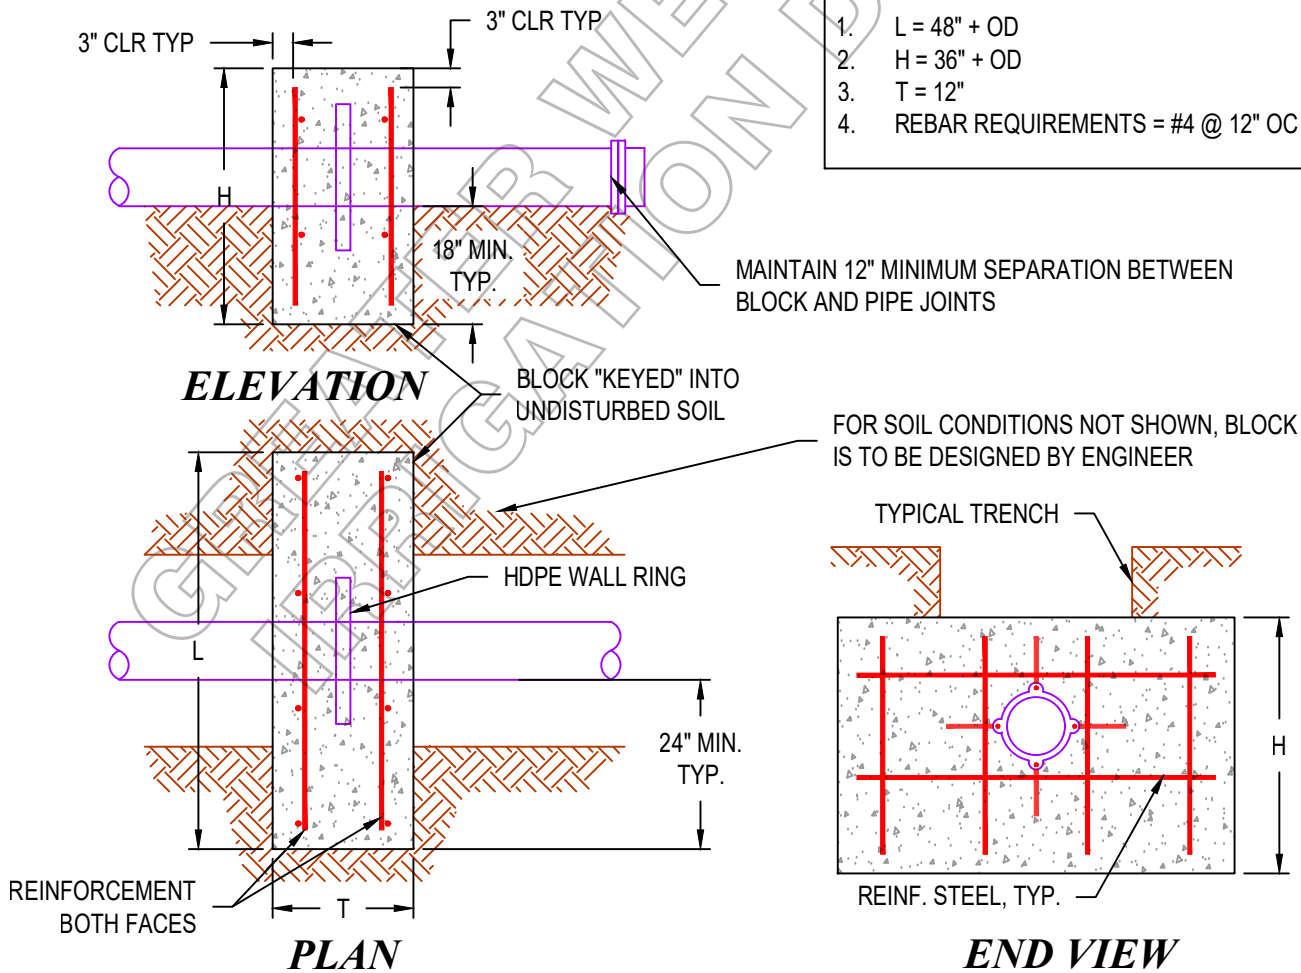 3" CLR TYP
3" CLR TYP
1. L = 48" + OD
2. H = 36" + OD
3. T = 12"
4. REBAR REQUIREMENTS = #4 @ 12" OC
H
18" MIN.
TYP.
MAINTAIN 12" MINIMUM SEPARATION BETWEEN
BLOCK AND PIPE JOINTS
ELEVATION
BLOCK "KEYED" INTO
UNDISTURBED SOIL
FOR SOIL CONDITIONS NOT SHOWN, BLOCK
IS TO BE DESIGNED BY ENGINEER
TYPICAL TRENCH
HDPE WALL RING
L
24" MIN.
TYP.
H
REINFORCEMENT
BOTH FACES
T
REINF. STEEL, TYP.
PLAN
END VIEW
GREATER WE
IRRIGATION D